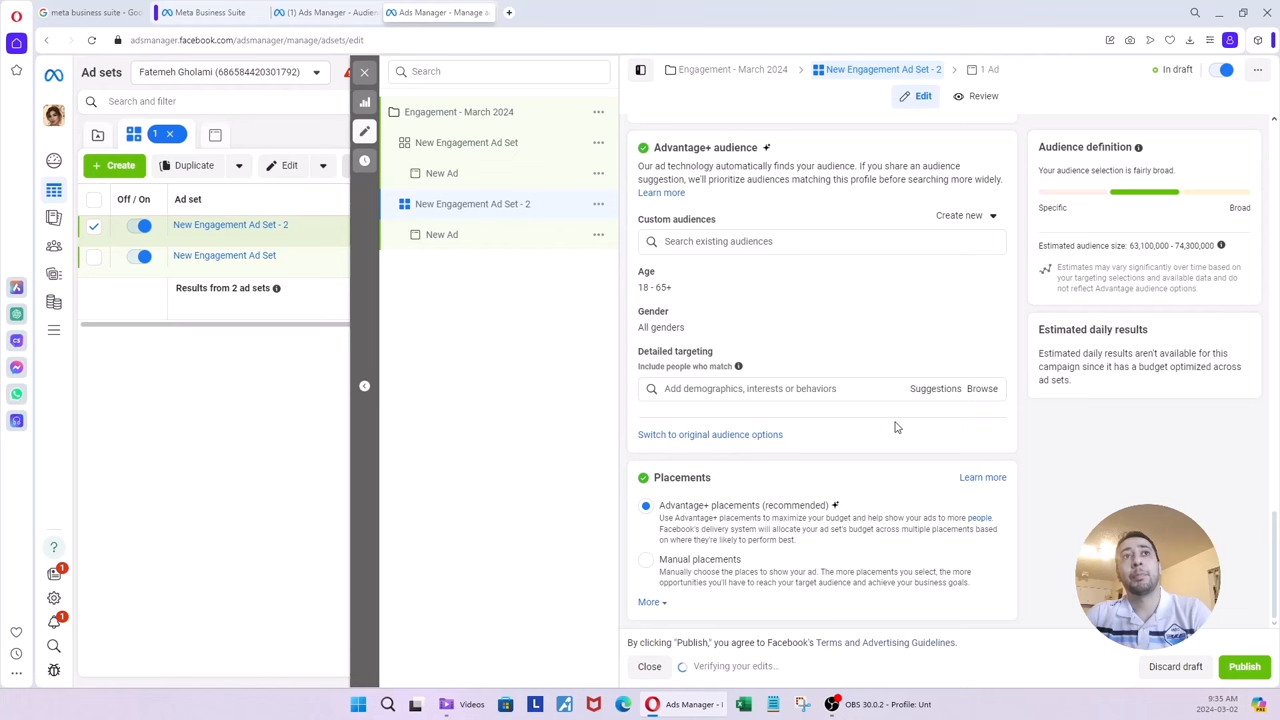 meta business suite - Goo
Meta Business Suite
(1) Ads Manager - Audien
Ads Manager - Manage a
adsmanager.facebook.com/adsmanager/manage/adsets/edit
Ad sets
Fatemeh Gholami (686584420301792)
Search and filter
1
Create
Duplicate
Edit
Off / On
Ad set
New Engagement Ad Set - 2
New Engagement Ad Set
Results from 2 ad sets
1
1
Search
Engagement - March 2024
New Engagement Ad Set
New Ad
New Engagement Ad Set - 2
New Ad
Engagement - March 2024
New Engagement Ad Set - 2
1 Ad
In draft
Edit
Review
Advantage+ audience
Our ad technology automatically finds your audience. If you share an audience
suggestion, we'll prioritize audiences matching this profile before searching more widely.
Learn more
Custom audiences
Create new
Search existing audiences
Age
18 - 65+
Gender
All genders
Detailed targeting
Include people who match
Add demographics, interests or behaviors
Suggestions
Browse
Switch to original audience options
Placements
Learn more
Advantage+ placements (recommended)
Use Advantage+ placements to maximize your budget and help show your ads to more people.
Facebook's delivery system will allocate your ad set's budget across multiple placements based
on where they're likely to perform best.
Manual placements
Manually choose the places to show your ad. The more placements you select, the more
opportunities you'll have to reach your target audience and achieve your business goals.
More
By clicking "Publish," you agree to Facebook's Terms and Advertising Guidelines.
Close
Verifying your edits...
Discard draft
Publish
Audience definition
Your audience selection is fairly broad.
Specific
Broad
Estimated audience size: 63,100,000 - 74,300,000
Estimates may vary significantly over time based on
your targeting selections and available data and do
not reflect Advantage audience options.
Estimated daily results
Estimated daily results aren't available for this
campaign since it has a budget optimized across
ad sets.
Videos
Ads Manager - I
OBS 30.0.2 - Profile: Unt
9:35 AM
2024-03-02